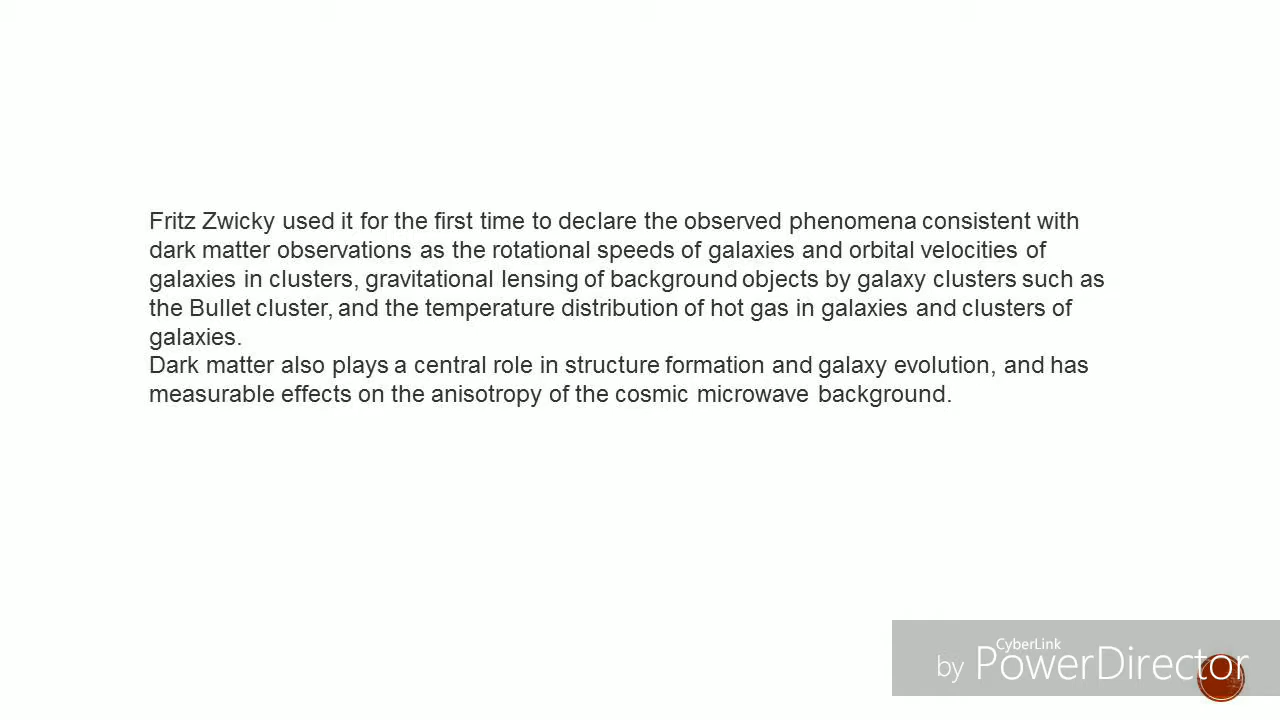 Fritz Zwicky used it for the first time to declare the observed phenomena consistent with
dark matter observations as the rotational speeds of galaxies and orbital velocities of
galaxies in clusters, gravitational lensing of background objects by galaxy clusters such as
the Bullet cluster, and the temperature distribution of hot gas in galaxies and clusters of
galaxies.
Dark matter also plays a central role in structure formation and galaxy evolution, and has
measurable effects on the anisotropy of the cosmic microwave background.
CyberLink
by PowerDirector